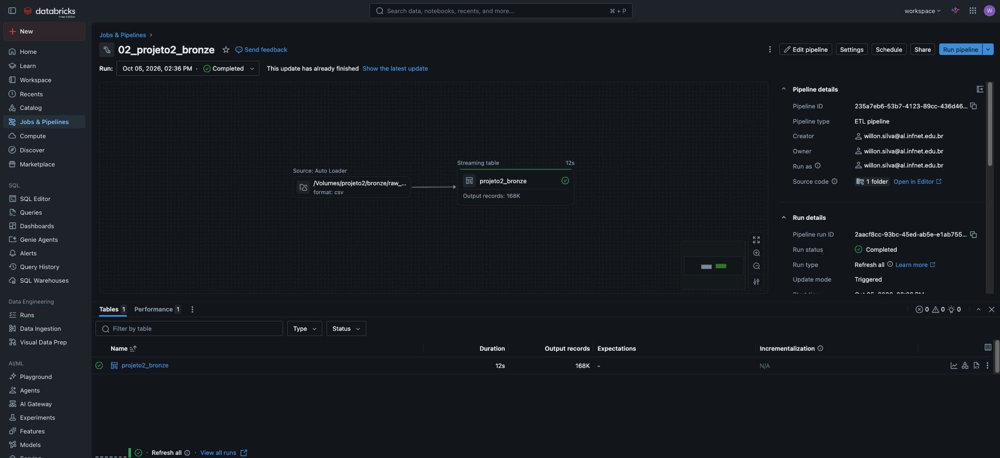 databricks
Free Edition
Search data, notebooks, recents, and more...
⌘ + P
workspace
W
New
Home
Learn
Workspace
Recents
Catalog
Jobs & Pipelines
Compute
Discover
Marketplace
SQL
SQL Editor
Queries
Dashboards
Genie Agents
Alerts
Query History
SQL Warehouses
Data Engineering
Runs
Data Ingestion
Visual Data Prep
AI/ML
Playground
Agents
AI Gateway
Experiments
Features
Models
Jobs & Pipelines ›
02_projeto2_bronze
Send feedback
Edit pipeline
Settings
Schedule
Share
Run pipeline
Run: Oct 05, 2026, 02:36 PM · Completed
This update has already finished Show the latest update
Source: Auto Loader
/Volumes/projeto2/bronze/raw_...
format: csv
Streaming table 12s
projeto2_bronze
Output records: 168K
Pipeline details
Pipeline ID 235a7eb6-53b7-4123-89cc-436d46...
Pipeline type ETL pipeline
Creator willon.silva@al.infnet.edu.br
Owner willon.silva@al.infnet.edu.br
Run as willon.silva@al.infnet.edu.br
Source code 1 folder Open in Editor
Run details
Pipeline run ID 2aacf8cc-93bc-45ed-ab5e-e1ab755...
Run status Completed
Run type Refresh all Learn more
Update mode Triggered
Tables 1 Performance 1
0 0 0
Filter by table
Type
Status
Name Duration Output records Expectations Incrementalization
projeto2_bronze 12s 168K - N/A
· Refresh all · View all runs